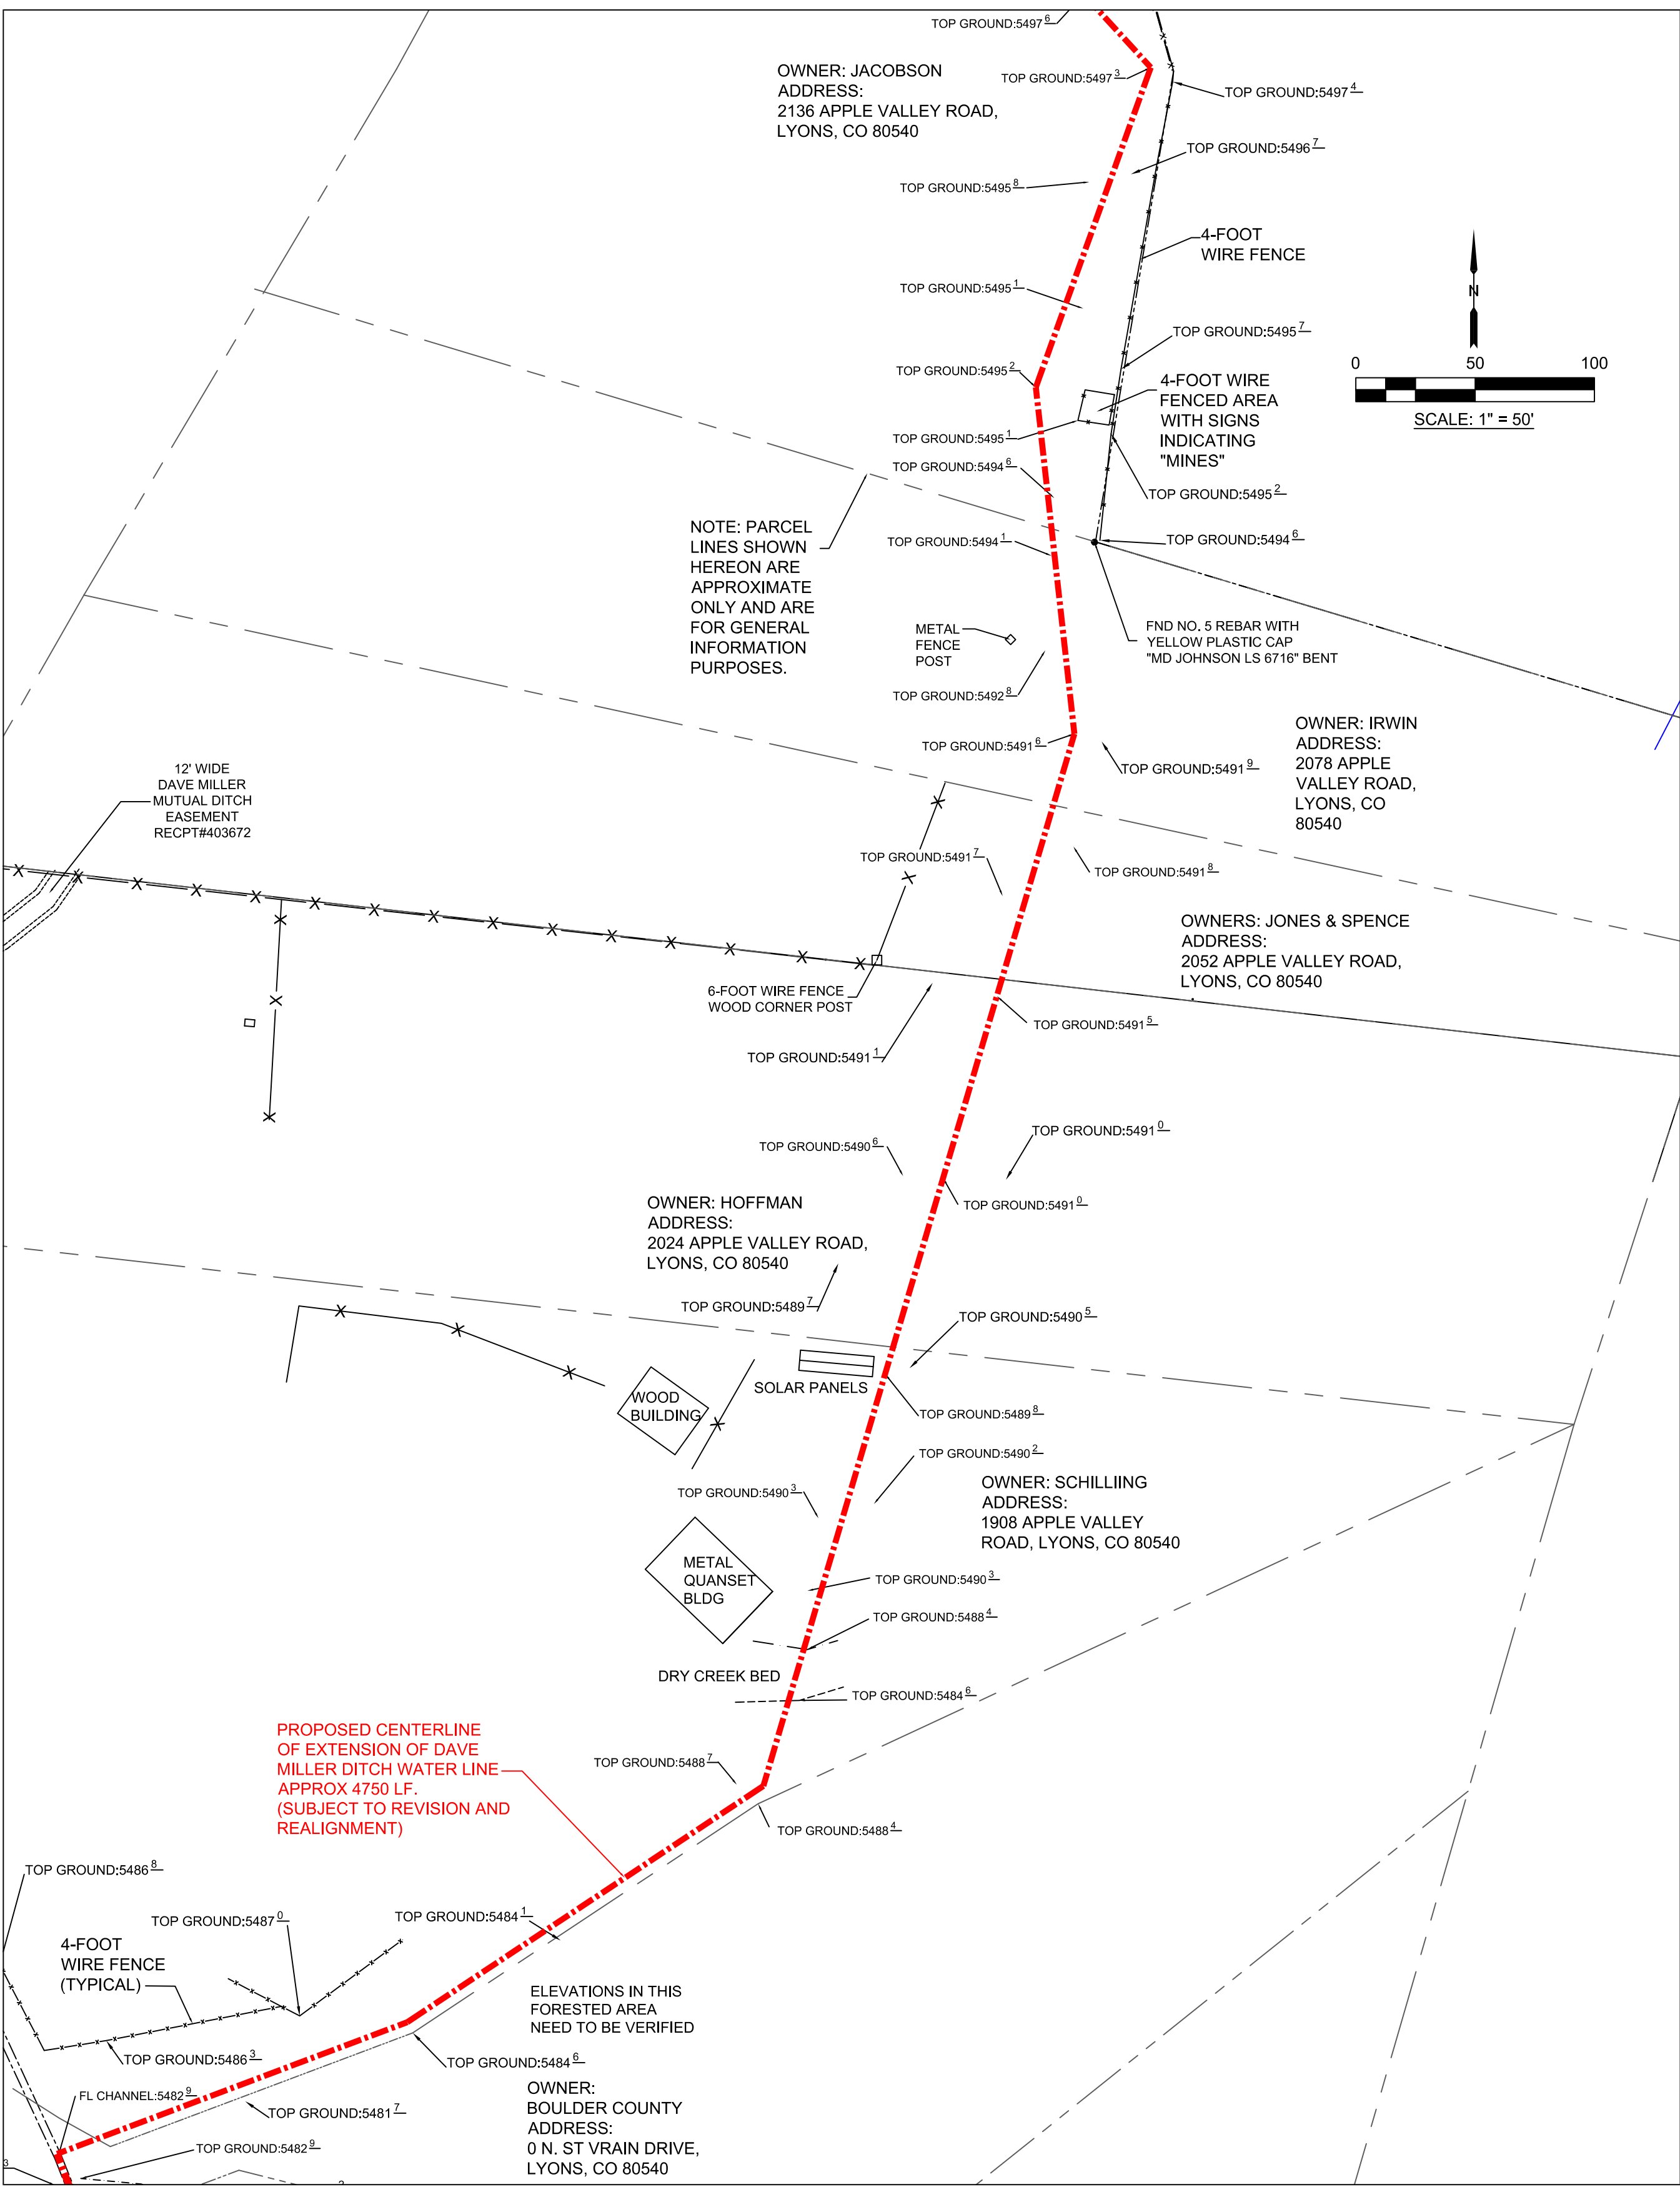 TOP GROUND:5497 6
OWNER: JACOBSON
ADDRESS:
2136 APPLE VALLEY ROAD,
LYONS, CO 80540
TOP GROUND:5497 3
TOP GROUND:5497 4
TOP GROUND:5496 7
TOP GROUND:5495 8
4-FOOT
WIRE FENCE
N
TOP GROUND:5495 1
TOP GROUND:5495 7
0 50 100
SCALE: 1" = 50'
TOP GROUND:5495 2
4-FOOT WIRE
FENCED AREA
WITH SIGNS
INDICATING
"MINES"
TOP GROUND:5495 1
TOP GROUND:5494 6
TOP GROUND:5495 2
NOTE: PARCEL
LINES SHOWN
HEREON ARE
APPROXIMATE
ONLY AND ARE
FOR GENERAL
INFORMATION
PURPOSES.
TOP GROUND:5494 1
TOP GROUND:5494 6
METAL
FENCE
POST
FND NO. 5 REBAR WITH
YELLOW PLASTIC CAP
"MD JOHNSON LS 6716" BENT
TOP GROUND:5492 8
TOP GROUND:5491 6
TOP GROUND:5491 9
OWNER: IRWIN
ADDRESS:
2078 APPLE
VALLEY ROAD,
LYONS, CO
80540
12' WIDE
DAVE MILLER
MUTUAL DITCH
EASEMENT
RECPT#403672
TOP GROUND:5491 7
TOP GROUND:5491 8
OWNERS: JONES & SPENCE
ADDRESS:
2052 APPLE VALLEY ROAD,
LYONS, CO 80540
6-FOOT WIRE FENCE
WOOD CORNER POST
TOP GROUND:5491 5
TOP GROUND:5491 1
TOP GROUND:5490 6
TOP GROUND:5491 0
TOP GROUND:5491 0
OWNER: HOFFMAN
ADDRESS:
2024 APPLE VALLEY ROAD,
LYONS, CO 80540
TOP GROUND:5489 7
TOP GROUND:5490 5
SOLAR PANELS
WOOD
BUILDING
TOP GROUND:5489 8
TOP GROUND:5490 2
TOP GROUND:5490 3
OWNER: SCHILLIING
ADDRESS:
1908 APPLE VALLEY
ROAD, LYONS, CO 80540
METAL
QUANSET
BLDG
TOP GROUND:5490 3
TOP GROUND:5488 4
DRY CREEK BED
TOP GROUND:5484 6
PROPOSED CENTERLINE
OF EXTENSION OF DAVE
MILLER DITCH WATER LINE
APPROX 4750 LF.
(SUBJECT TO REVISION AND
REALIGNMENT)
TOP GROUND:5488 7
TOP GROUND:5488 4
TOP GROUND:5486 8
TOP GROUND:5487 0
TOP GROUND:5484 1
4-FOOT
WIRE FENCE
(TYPICAL)
ELEVATIONS IN THIS
FORESTED AREA
NEED TO BE VERIFIED
TOP GROUND:5486 3
TOP GROUND:5484 6
FL CHANNEL:5482 9
TOP GROUND:5481 7
TOP GROUND:5482 9
OWNER:
BOULDER COUNTY
ADDRESS:
0 N. ST VRAIN DRIVE,
LYONS, CO 80540
3